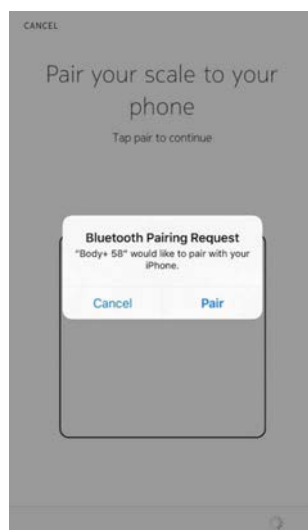 CANCEL
Pair your scale to your
phone
Tap pair to continue
Bluetooth Pairing Request
"Body+ 58" would like to pair with your
iPhone.
Cancel
Pair